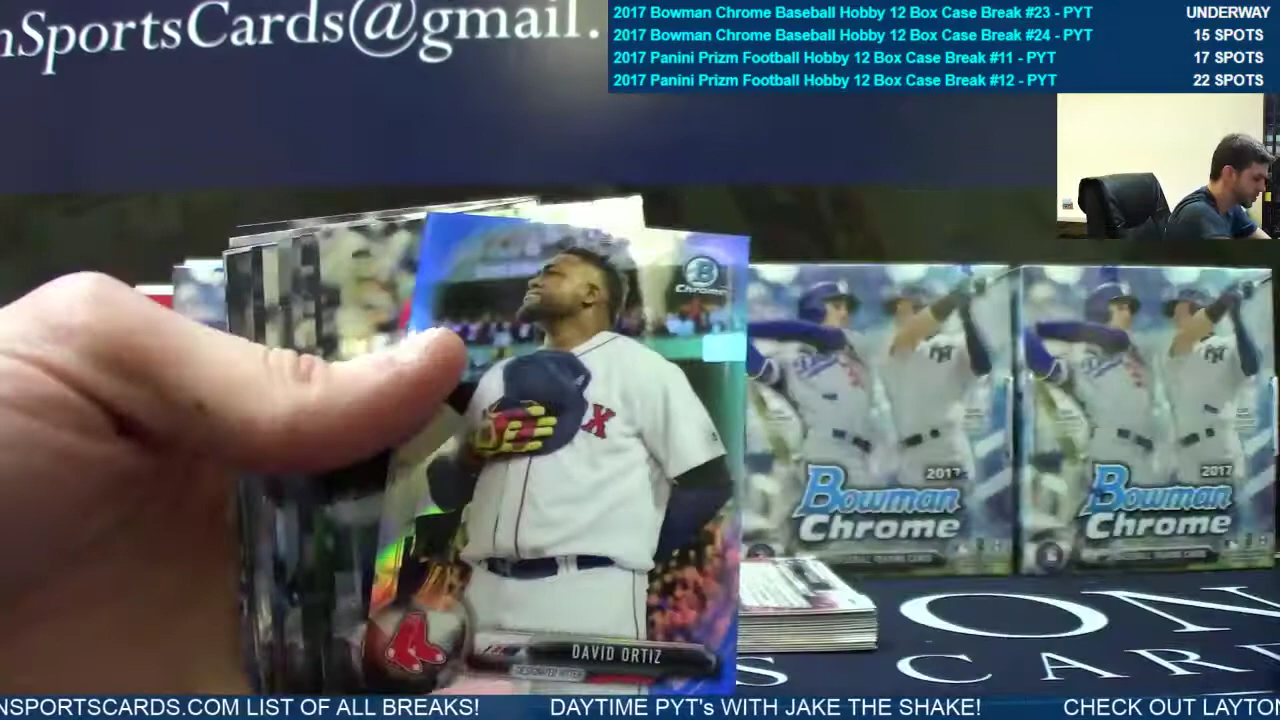 nSportsCards@gmail.
2017 Bowman Chrome Baseball Hobby 12 Box Case Break #23 - PYT UNDERWAY
2017 Bowman Chrome Baseball Hobby 12 Box Case Break #24 - PYT 15 SPOTS
2017 Panini Prizm Football Hobby 12 Box Case Break #11 - PYT 17 SPOTS
2017 Panini Prizm Football Hobby 12 Box Case Break #12 - PYT 22 SPOTS
B
Chrome
X
DAVID ORTIZ
DESIGNATED HITTER
2017
Bowman
Chrome
2017
Bowman
Chrome
ON
S CARD
NSPORTSCARDS.COM LIST OF ALL BREAKS! DAYTIME PYT's WITH JAKE THE SHAKE! CHECK OUT LAYTON